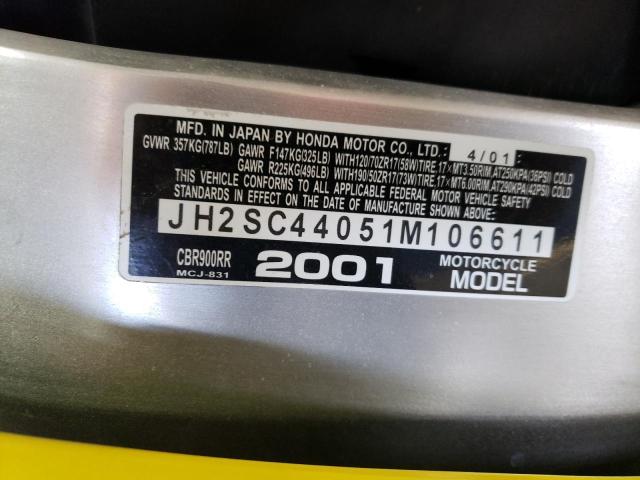 MFD. IN JAPAN BY HONDA MOTOR CO., LTD.: 4/01
GVWR 357KG(787LB) GAWR F147KG(325LB)WITH120/70ZR17(58W)TIRE,17×MT3.50RIM,AT250KPA(36PSI)COLD
GAWR R225KG(496LB)WITH190/50ZR17(73W)TIRE,17×MT6.00RIM,AT290KPA(42PSI)COLD
THIS VEHICLE CONFORMS TO ALL APPLICABLE FEDERAL MOTOR VEHICLE SAFETY
STANDARDS IN EFFECT ON THE DATE OF MANUFACTURE SHOWN ABOVE.
JH2SC44051M106611
CBR900RR 2001 MOTORCYCLE
MCJ-831 MODEL